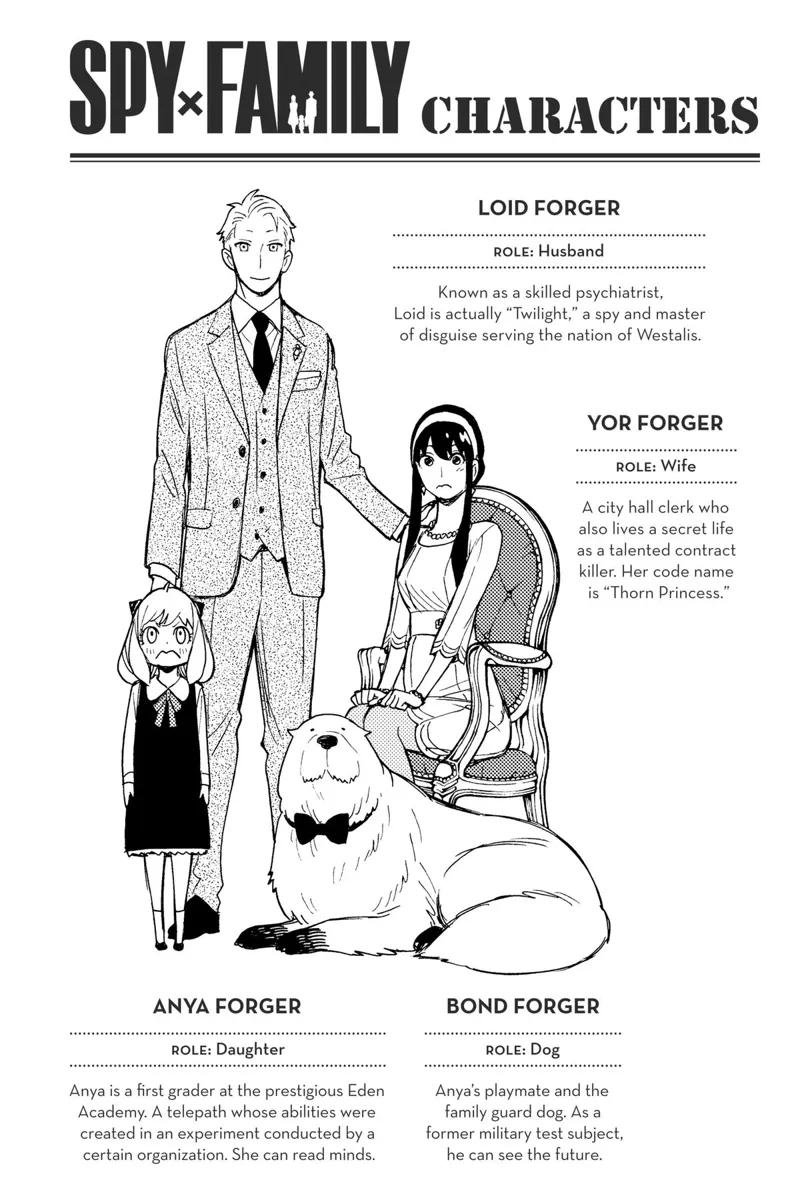 SPY×FAMILY CHARACTERS
LOID FORGER
ROLE: Husband
Known as a skilled psychiatrist,
Loid is actually “Twilight,” a spy and master
of disguise serving the nation of Westalis.
YOR FORGER
ROLE: Wife
A city hall clerk who
also lives a secret life
as a talented contract
killer. Her code name
is “Thorn Princess.”
ANYA FORGER
ROLE: Daughter
Anya is a first grader at the prestigious Eden
Academy. A telepath whose abilities were
created in an experiment conducted by a
certain organization. She can read minds.
BOND FORGER
ROLE: Dog
Anya’s playmate and the
family guard dog. As a
former military test subject,
he can see the future.